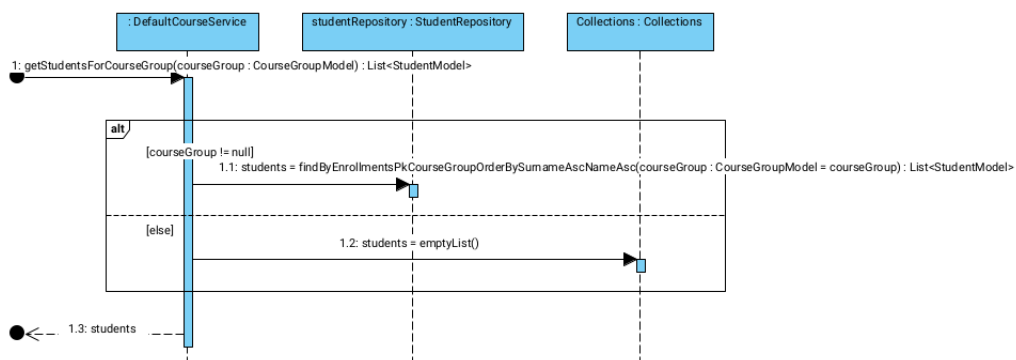 : DefaultCourseService
studentRepository : StudentRepository
Collections : Collections
1: getStudentsForCourseGroup(courseGroup : CourseGroupModel) : List<StudentModel>
alt
[courseGroup != null]
1.1: students = findByEnrollmentsPkCourseGroupOrderBySurnameAscNameAsc(courseGroup : CourseGroupModel = courseGroup) : List<StudentModel>
[else]
1.2: students = emptyList()
1.3: students